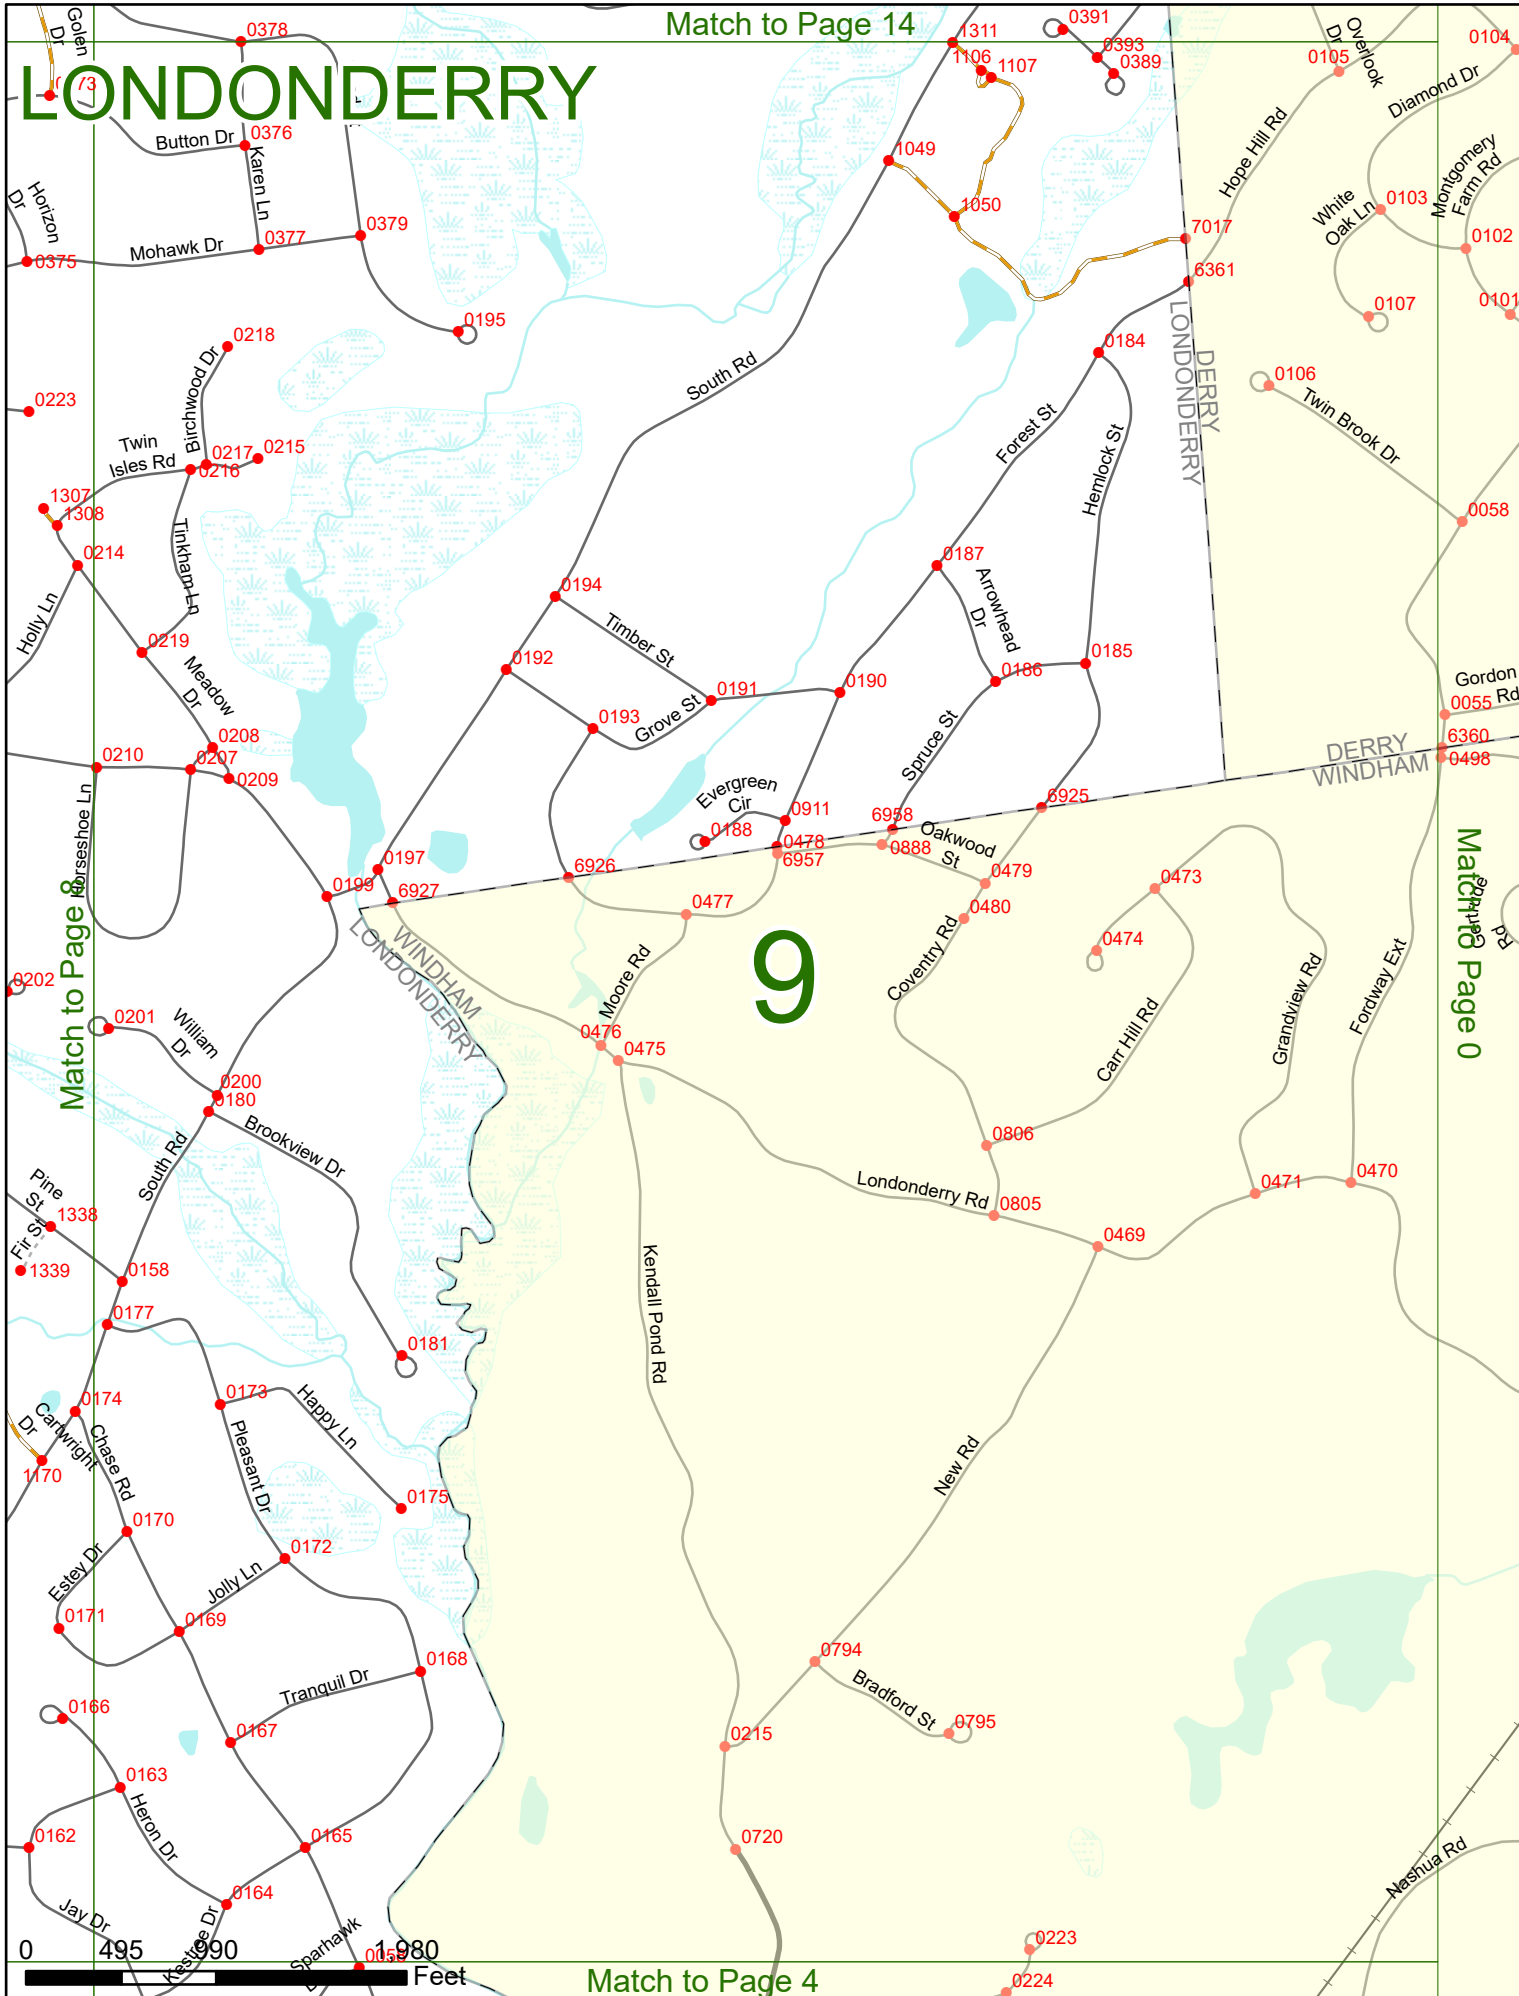 Match to Page 14
LONDONDERRY
Golen
Dr
0378
1311
0391
0393
0389
1106
1107
Overlook
Dr
0105
0104
Diamond Dr
Button Dr
0376
Karen Ln
1049
Hope Hill Rd
Montgomery
Farm Rd
White
Oak Ln
0103
0102
Horizon
Dr
0375
Mohawk Dr
0377
0379
1050
7017
6361
0101
0107
0195
0218
Birchwood Dr
South Rd
0184
LONDONDERRY
DERRY
0106
Twin Brook Dr
0223
Twin
Isles Rd
0217
0215
0216
Forest St
Hemlock St
1307
1308
Tinkham Ln
0058
0214
0187
Arrowhead
Dr
Holly Ln
0194
Timber St
0219
Meadow
Dr
0192
0191
0190
0186
0185
Gordon
Rd
0193
Grove St
Spruce St
0055
6360
0498
DERRY
WINDHAM
0208
0210
0207
0209
Horseshoe Ln
Evergreen
Cir
0911
0188
0478
6957
6958
0888
Oakwood
St
6925
0197
0199
6927
6926
0477
0479
0480
0473
0474
Match to Page 8
Match to Page 0
Gertrude
Rd
9
WINDHAM
LONDONDERRY
Moore Rd
Coventry Rd
Carr Hill Rd
Grandview Rd
Fordway Ext
0202
0201
William
Dr
0476
0475
0200
0180
Brookview Dr
South Rd
0806
Londonderry Rd
0805
0471
0470
0469
Pine
St
1338
Fir St
1339
0158
0177
Kendall Pond Rd
0181
0174
0173
Happy Ln
Cartwright
Dr
Chase Rd
Pleasant Dr
1170
0175
New Rd
0170
0172
Estey Dr
Jolly Ln
0171
0169
0168
Tranquil Dr
0794
Bradford St
0795
0166
0167
0215
0163
Heron Dr
0162
0165
0720
0164
Jay Dr
Kestree Dr
Sparhawk
0058
Nashua Rd
0223
0224
0 495 990 1,980
Feet
Match to Page 4